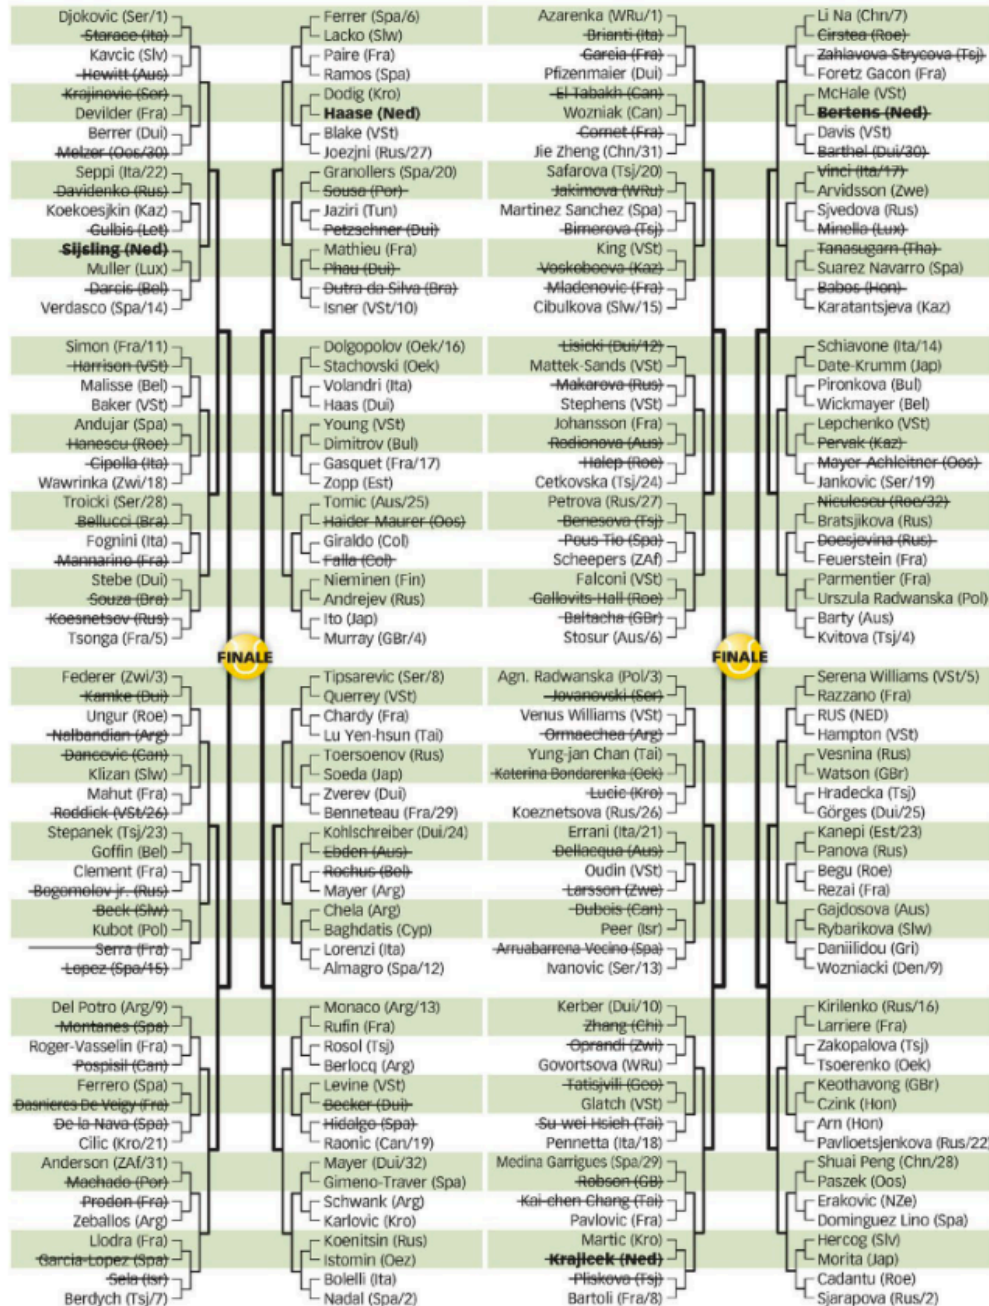 Djokovic (Ser/1)
Starace (Ita)
Kavcic (Slv)
Hewitt (Aus)
Krajinovic (Ser)
Devilder (Fra)
Berrer (Dui)
Melzer (Oos/30)
Seppi (Ita/22)
Davidenko (Rus)
Koekoesjkin (Kaz)
Gulbis (Let)
Sijsling (Ned)
Muller (Lux)
Darcis (Bel)
Verdasco (Spa/14)
Simon (Fra/11)
Harrison (VSt)
Malisse (Bel)
Baker (VSt)
Andujar (Spa)
Hanescu (Roe)
Cipolla (Ita)
Wawrinka (Zwi/18)
Troicki (Ser/28)
Bellucci (Bra)
Fognini (Ita)
Mannarino (Fra)
Stebe (Dui)
Souza (Bra)
Koesnetsov (Rus)
Tsonga (Fra/5)
FINALE
Federer (Zwi/3)
Kamke (Dui)
Ungur (Roe)
Nalbandian (Arg)
Dancevic (Can)
Klizan (Slw)
Mahut (Fra)
Roddick (VSt/26)
Stepanek (Tsj/23)
Goffin (Bel)
Clement (Fra)
Bogomolov jr. (Rus)
Beck (Slw)
Kubot (Pol)
Serra (Fra)
Lopez (Spa/15)
Del Potro (Arg/9)
Montanes (Spa)
Roger-Vasselin (Fra)
Pospisil (Can)
Ferrero (Spa)
Dasnieres De Veigy (Fra)
De la Nava (Spa)
Cilic (Kro/21)
Anderson (ZAf/31)
Machado (Por)
Prodon (Fra)
Zeballos (Arg)
Llodra (Fra)
Garcia-Lopez (Spa)
Sela (Isr)
Berdych (Tsj/7)
Ferrer (Spa/6)
Lacko (Slw)
Paire (Fra)
Ramos (Spa)
Dodig (Kro)
Haase (Ned)
Blake (VSt)
Joezjni (Rus/27)
Granollers (Spa/20)
Sousa (Por)
Jaziri (Tun)
Petzschner (Dui)
Mathieu (Fra)
Phau (Dui)
Dutra da Silva (Bra)
Isner (VSt/10)
Dolgopolov (Oek/16)
Stachovski (Oek)
Volandri (Ita)
Haas (Dui)
Young (VSt)
Dimitrov (Bul)
Gasquet (Fra/17)
Zopp (Est)
Tomic (Aus/25)
Haider-Maurer (Oos)
Giraldo (Col)
Falla (Col)
Nieminen (Fin)
Andrejev (Rus)
Ito (Jap)
Murray (GBr/4)
Tipsarevic (Ser/8)
Querrey (VSt)
Chardy (Fra)
Lu Yen-hsun (Tai)
Toersoenov (Rus)
Soeda (Jap)
Zverev (Dui)
Benneteau (Fra/29)
Kohlschreiber (Dui/24)
Ebden (Aus)
Rochus (Bel)
Mayer (Arg)
Chela (Arg)
Baghdatis (Cyp)
Lorenzi (Ita)
Almagro (Spa/12)
Monaco (Arg/13)
Rufin (Fra)
Rosol (Tsj)
Berlocq (Arg)
Levine (VSt)
Becker (Dui)
Hidalgo (Spa)
Raonic (Can/19)
Mayer (Dui/32)
Gimeno-Traver (Spa)
Schwank (Arg)
Karlovic (Kro)
Koenitsin (Rus)
Istomin (Oez)
Bolelli (Ita)
Nadal (Spa/2)
Azarenka (WRu/1)
Brianti (Ita)
Garcia (Fra)
Pfizenmaier (Dui)
El Tabakh (Can)
Wozniak (Can)
Cornet (Fra)
Jie Zheng (Chn/31)
Safarova (Tsj/20)
Jakimova (WRu)
Martinez Sanchez (Spa)
Birnerova (Tsj)
King (VSt)
Voskoboeva (Kaz)
Mladenovic (Fra)
Cibulkova (Slw/15)
Lisicki (Dui/12)
Mattek-Sands (VSt)
Makarova (Rus)
Stephens (VSt)
Johansson (Fra)
Rodionova (Aus)
Halep (Roe)
Cetkovska (Tsj/24)
Petrova (Rus/27)
Benesova (Tsj)
Pous Tio (Spa)
Scheepers (ZAf)
Falconi (VSt)
Gallovits-Hall (Roe)
Baltacha (GBr)
Stosur (Aus/6)
FINALE
Agn. Radwanska (Pol/3)
Jovanovski (Ser)
Venus Williams (VSt)
Ormaechea (Arg)
Yung-jan Chan (Tai)
Katerina Bondarenka (Oek)
Lucic (Kro)
Koeznetsova (Rus/26)
Errani (Ita/21)
Dellacqua (Aus)
Oudin (VSt)
Larsson (Zwe)
Dubois (Can)
Peer (Isr)
Arruabarrena-Vecino (Spa)
Ivanovic (Ser/13)
Kerber (Dui/10)
Zhang (Chi)
Oprandi (Zwi)
Govortsova (WRu)
Tatisjvili (Geo)
Glatch (VSt)
Su-wei Hsieh (Tai)
Pennetta (Ita/18)
Medina Garrigues (Spa/29)
Robson (GB)
Kai-chen Chang (Tai)
Pavlovic (Fra)
Martic (Kro)
Krajicek (Ned)
Pliskova (Tsj)
Bartoli (Fra/8)
Li Na (Chn/7)
Cirstea (Roe)
Zahlavova Strycova (Tsj)
Foretz Gacon (Fra)
McHale (VSt)
Bertens (Ned)
Davis (VSt)
Barthel (Dui/30)
Vinci (Ita/17)
Arvidsson (Zwe)
Sjvedova (Rus)
Minella (Lux)
Tanasugarn (Tha)
Suarez Navarro (Spa)
Babos (Hon)
Karatantsjeva (Kaz)
Schiavone (Ita/14)
Date-Krumm (Jap)
Pironkova (Bul)
Wickmayer (Bel)
Lepchenko (VSt)
Pervak (Kaz)
Mayer-Achleitner (Oos)
Jankovic (Ser/19)
Niculescu (Roe/32)
Bratsjikova (Rus)
Doesjevina (Rus)
Feuerstein (Fra)
Parmentier (Fra)
Urszula Radwanska (Pol)
Barty (Aus)
Kvitova (Tsj/4)
Serena Williams (VSt/5)
Razzano (Fra)
RUS (NED)
Hampton (VSt)
Vesnina (Rus)
Watson (GBr)
Hradecka (Tsj)
Görges (Dui/25)
Kanepi (Est/23)
Panova (Rus)
Begu (Roe)
Rezai (Fra)
Gajdosova (Aus)
Rybarikova (Slw)
Daniilidou (Gri)
Wozniacki (Den/9)
Kirilenko (Rus/16)
Larriere (Fra)
Zakopalova (Tsj)
Tsoerenko (Oek)
Keothavong (GBr)
Czink (Hon)
Arn (Hon)
Pavlioetsjenkova (Rus/22)
Shuai Peng (Chn/28)
Paszek (Oos)
Erakovic (NZe)
Dominguez Lino (Spa)
Hercog (Slv)
Morita (Jap)
Cadantu (Roe)
Sjarapova (Rus/2)